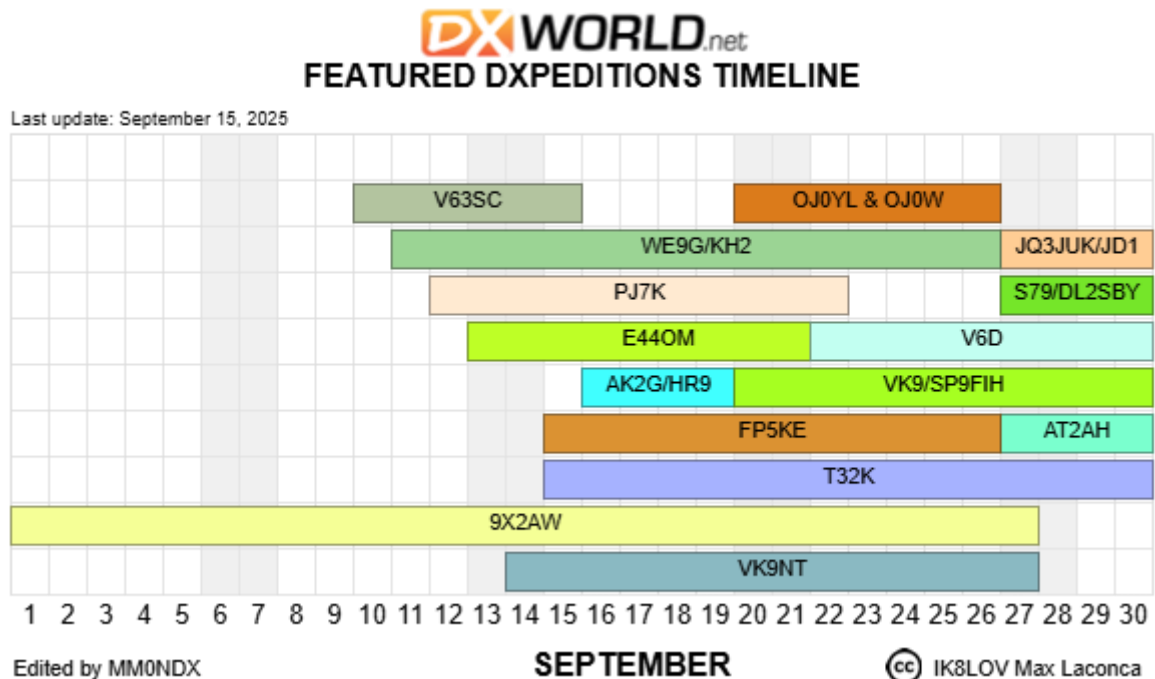 DX WORLD.net
FEATURED DXPEDITIONS TIMELINE
Last update: September 15, 2025
V63SC OJ0YL & OJ0W
WE9G/KH2 JQ3JUK/JD1
PJ7K S79/DL2SBY
E44OM V6D
AK2G/HR9 VK9/SP9FIH
FP5KE AT2AH
T32K
9X2AW
VK9NT
1 2 3 4 5 6 7 8 9 10 11 12 13 14 15 16 17 18 19 20 21 22 23 24 25 26 27 28 29 30
Edited by MM0NDX SEPTEMBER cc IK8LOV Max Laconca